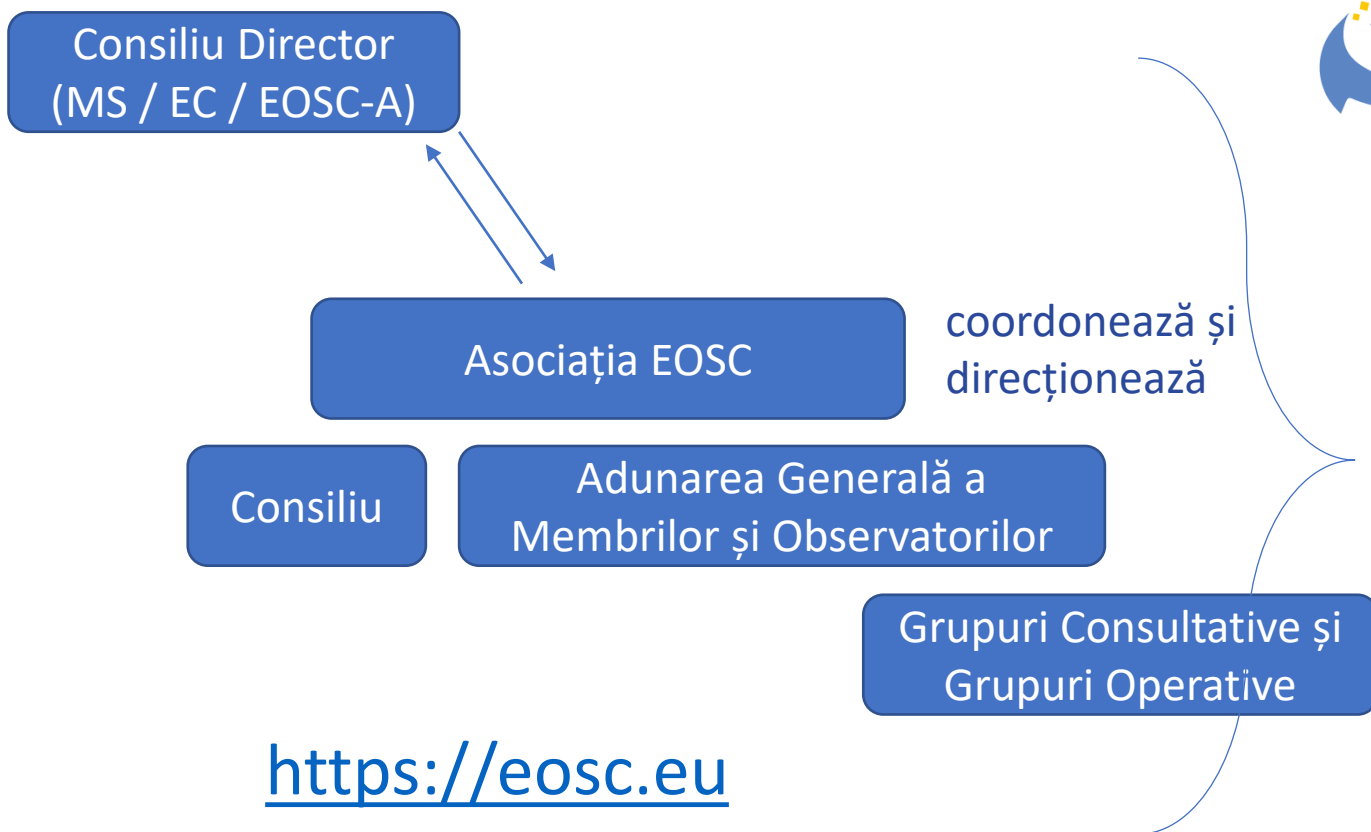 Consiliu Director
(MS / EC / EOSC-A)
Asociația EOSC
coordonează și
direcționează
Consiliu
Adunarea Generală a
Membrilor și Observatorilor
Grupuri Consultative și
Grupuri Operative
https://eosc.eu